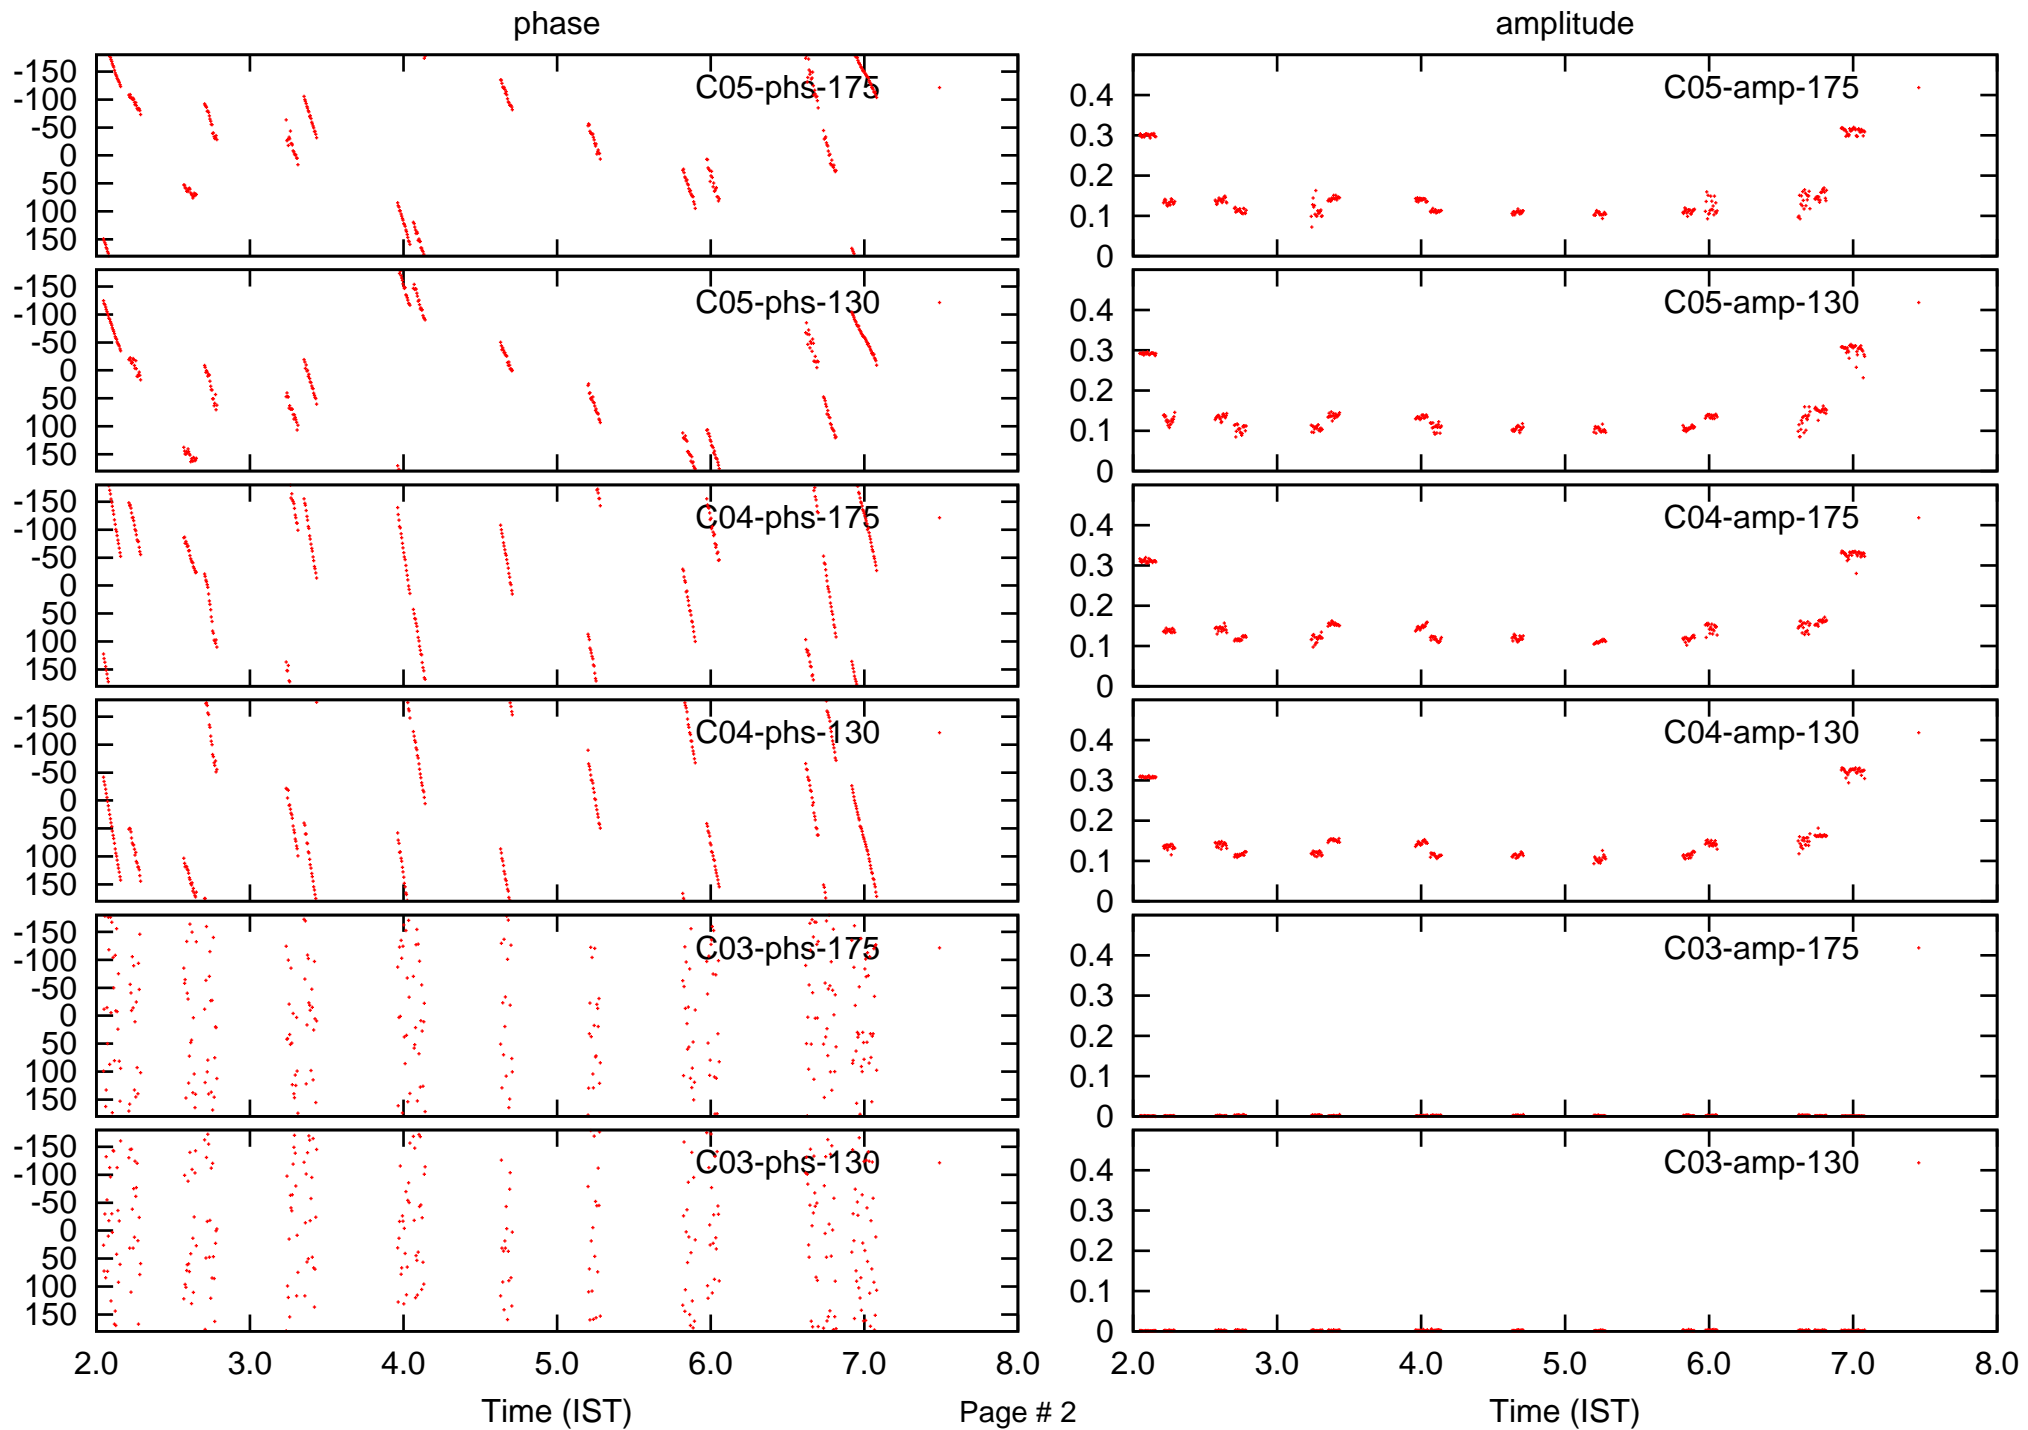 phase amplitude
-150 -100 -50 0 50 100 150 C05-phs-175 0.4 0.3 0.2 0.1 0 C05-amp-175
-150 -100 -50 0 50 100 150 C05-phs-130 0.4 0.3 0.2 0.1 0 C05-amp-130
-150 -100 -50 0 50 100 150 C04-phs-175 0.4 0.3 0.2 0.1 0 C04-amp-175
-150 -100 -50 0 50 100 150 C04-phs-130 0.4 0.3 0.2 0.1 0 C04-amp-130
-150 -100 -50 0 50 100 150 C03-phs-175 0.4 0.3 0.2 0.1 0 C03-amp-175
-150 -100 -50 0 50 100 150 C03-phs-130 0.4 0.3 0.2 0.1 0 C03-amp-130
2.0 3.0 4.0 5.0 6.0 7.0 8.0 2.0 3.0 4.0 5.0 6.0 7.0 8.0
Time (IST) Page # 2 Time (IST)